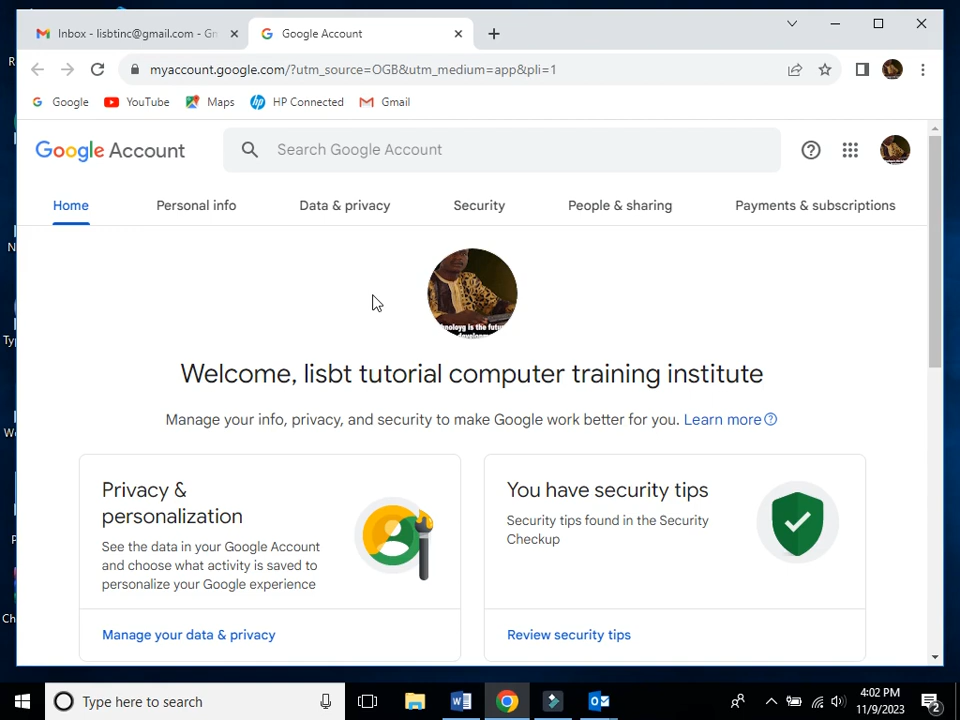 Inbox - lisbtinc@gmail.com - Gm
Google Account
myaccount.google.com/?utm_source=OGB&utm_medium=app&pli=1
Google
YouTube
Maps
HP Connected
Gmail
Google Account
Search Google Account
Home
Personal info
Data & privacy
Security
People & sharing
Payments & subscriptions
Welcome, lisbt tutorial computer training institute
Manage your info, privacy, and security to make Google work better for you. Learn more
Privacy &
personalization
See the data in your Google Account
and choose what activity is saved to
personalize your Google experience
Manage your data & privacy
You have security tips
Security tips found in the Security
Checkup
Review security tips
Type here to search
4:02 PM
11/9/2023
2